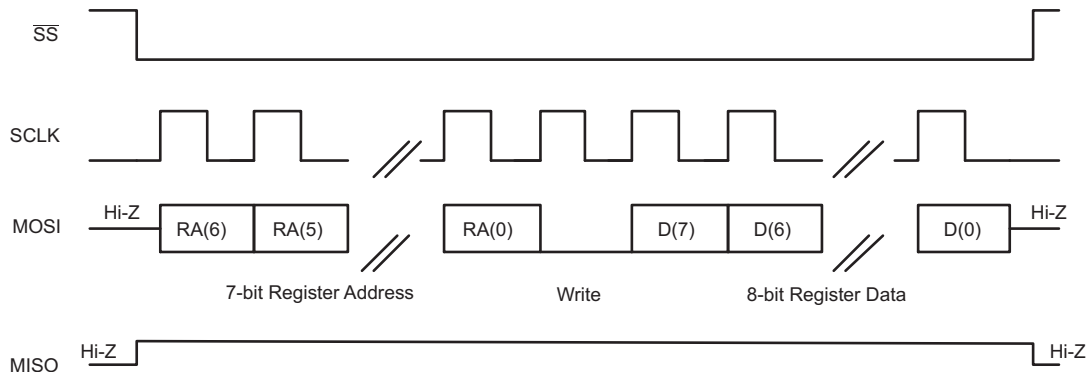 SS
SCLK
MOSI Hi-Z RA(6) RA(5) RA(0) D(7) D(6) D(0) Hi-Z
7-bit Register Address Write 8-bit Register Data
MISO Hi-Z Hi-Z